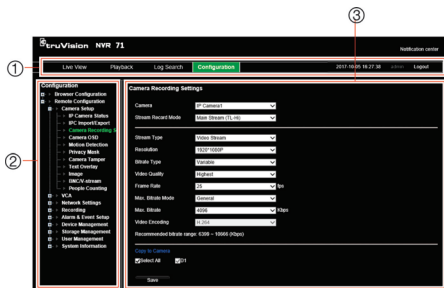 ③
truVision NVR 71
Notification center
①
Live View Playback Log Search Configuration 2017-10-05 16:27:38 admin Logout
Configuration
Browser Configuration
Remote Configuration
Camera Setup
IP Camera Status
IPC Import/Export
Camera Recording S
Camera OSD
Motion Detection
Privacy Mask
Camera Tamper
Text Overlay
Image
BNC/V-stream
People Counting
VCA
Network Settings
Recording
Alarm & Event Setup
Device Management
Storage Management
User Management
System Information
②
Camera Recording Settings
Camera IP Camera1
Stream Record Mode Main Stream (TL-Hi)
Stream Type Video Stream
Resolution 1920*1080P
Bitrate Type Variable
Video Quality Highest
Frame Rate 25 fps
Max. Bitrate Mode General
Max. Bitrate 4096 Kbps
Video Encoding H.264
Recommended bitrate range: 6399 ~ 10666 (Kbps)
Copy to Camera
Select All D1
Save